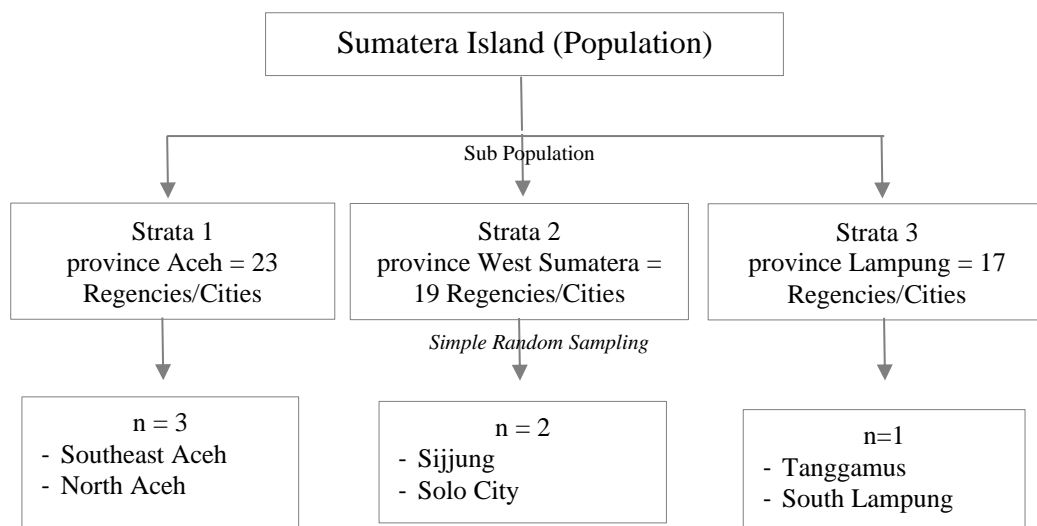 Sumatera Island (Population)
Sub Population
Strata 1
province Aceh = 23
Regencies/Cities
Strata 2
province West Sumatera =
19 Regencies/Cities
Strata 3
province Lampung = 17
Regencies/Cities
Simple Random Sampling
n = 3
- Southeast Aceh
- North Aceh
n = 2
- Sijjung
- Solo City
n=1
- Tanggamus
- South Lampung